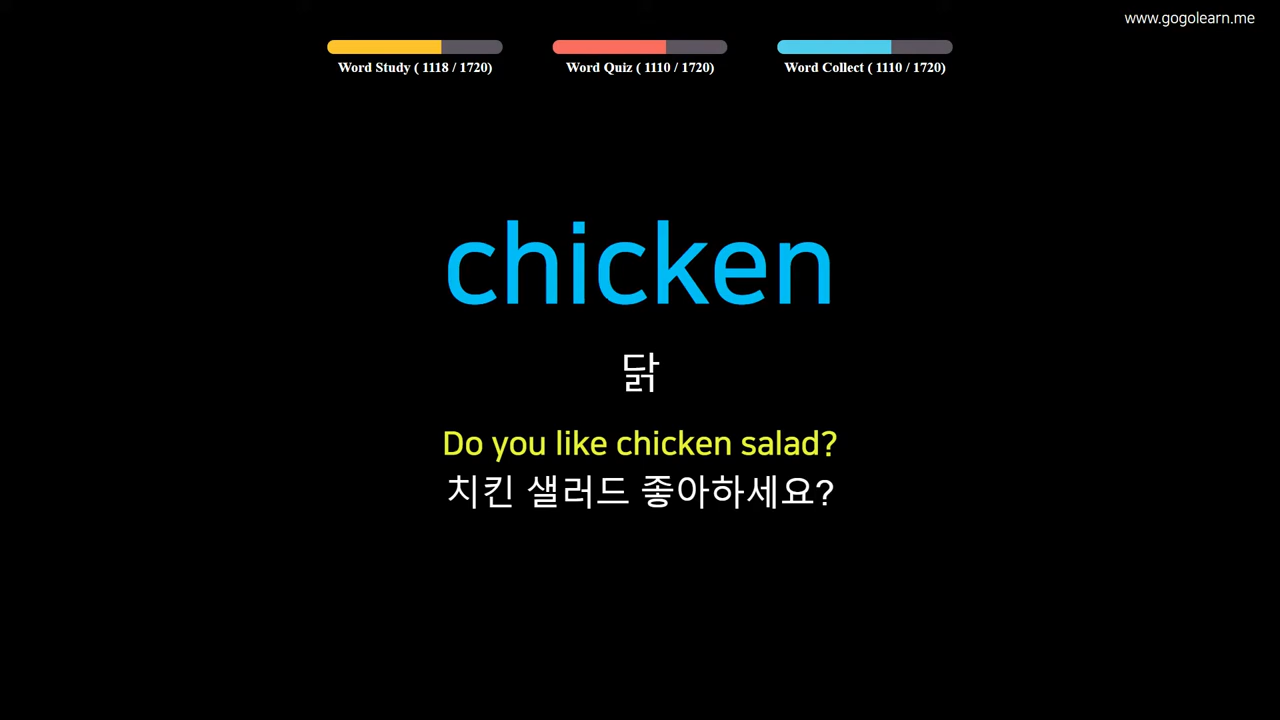 www.gogolearn.me
Word Study ( 1118 / 1720)
Word Quiz ( 1110 / 1720)
Word Collect ( 1110 / 1720)
chicken
닭
Do you like chicken salad?
치킨 샐러드 좋아하세요?